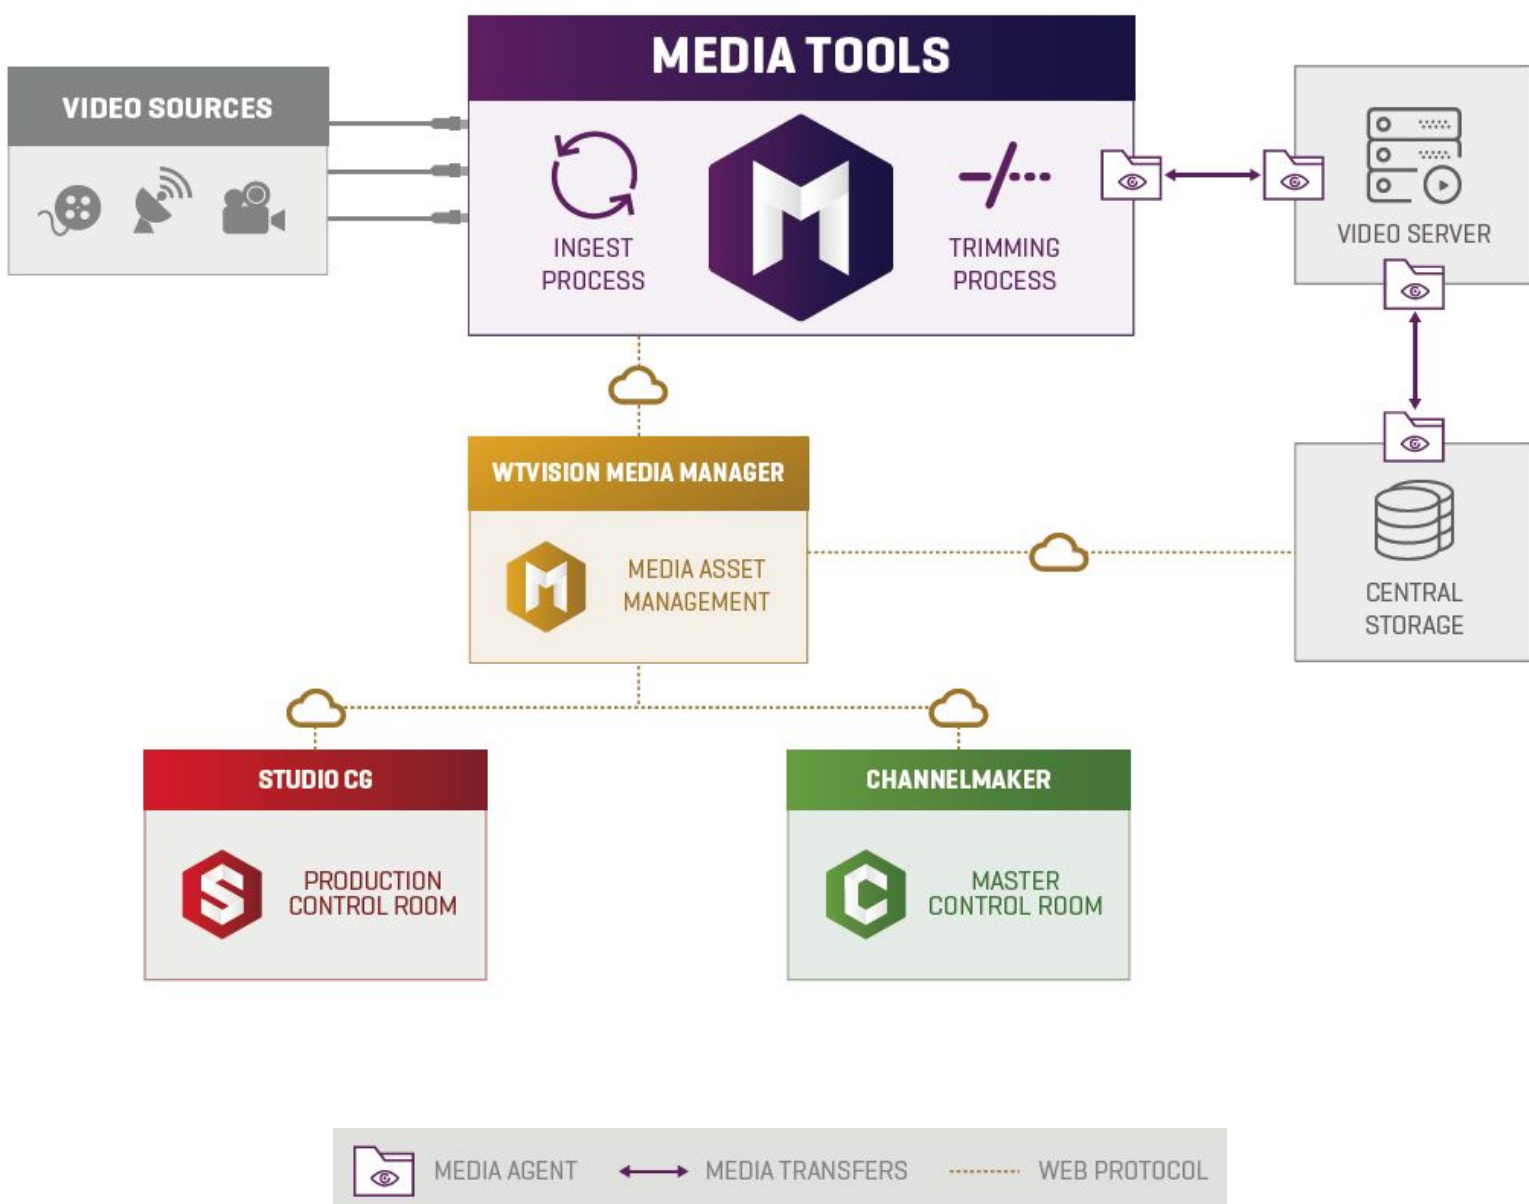 MEDIA TOOLS
VIDEO SOURCES
INGEST
PROCESS
M
TRIMMING
PROCESS
VIDEO SERVER
WTVISION MEDIA MANAGER
M
MEDIA ASSET
MANAGEMENT
CENTRAL
STORAGE
STUDIO CG
S
PRODUCTION
CONTROL ROOM
CHANNELMAKER
C
MASTER
CONTROL ROOM
MEDIA AGENT
MEDIA TRANSFERS
WEB PROTOCOL